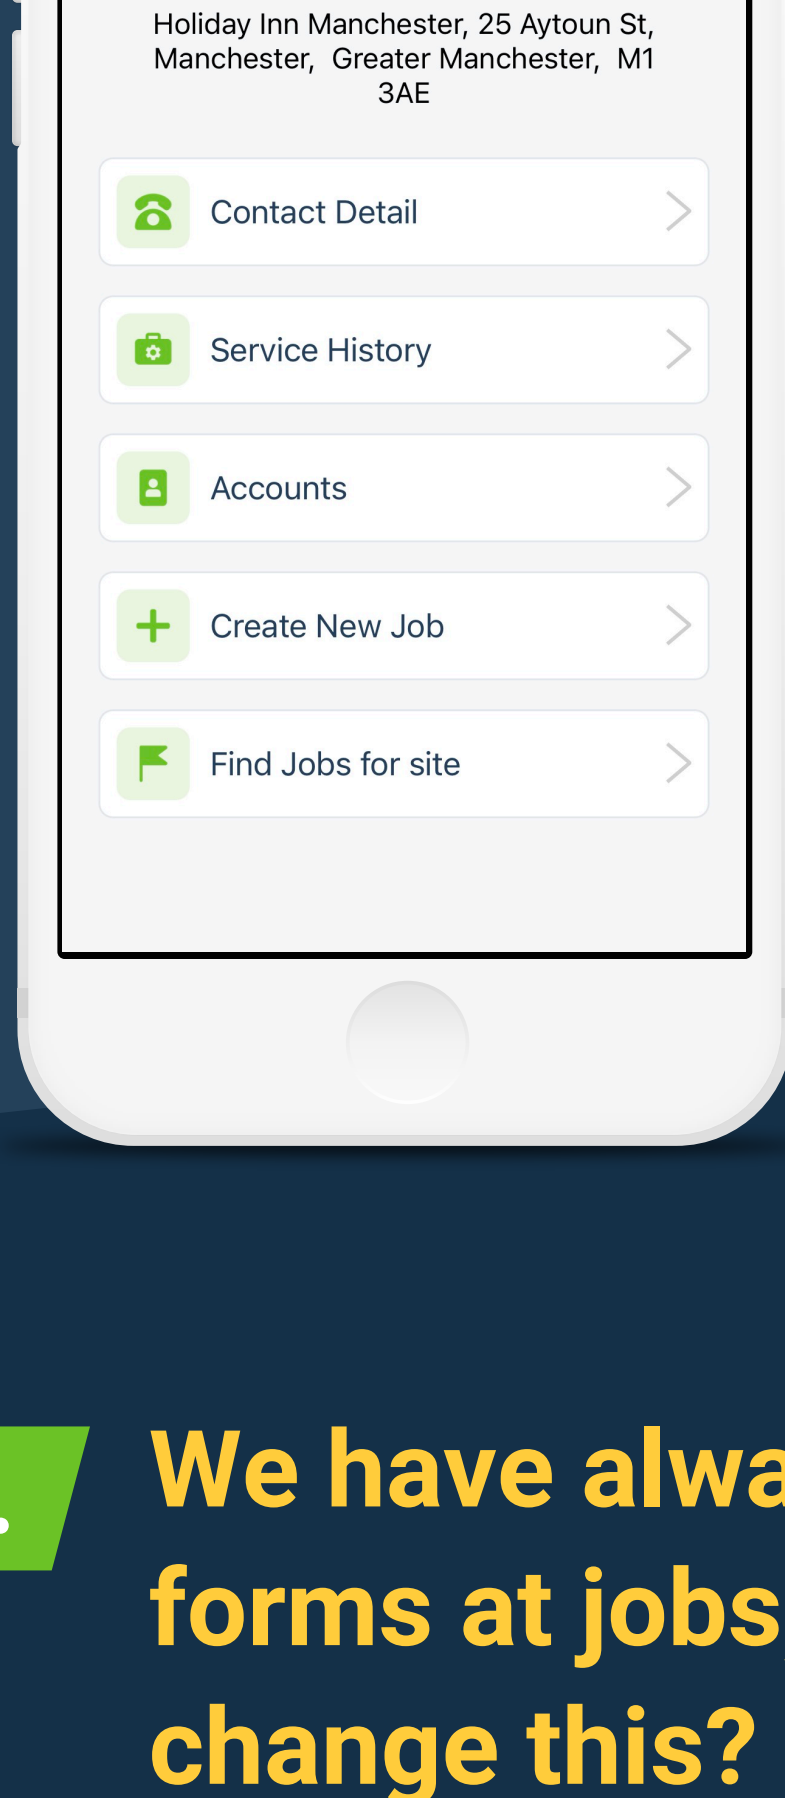 Holiday Inn Manchester, 25 Aytoun St,
Manchester, Greater Manchester, M1
3AE
Contact Detail
Service History
Accounts
Create New Job
Find Jobs for site
We have
forms at jobs,
change this?